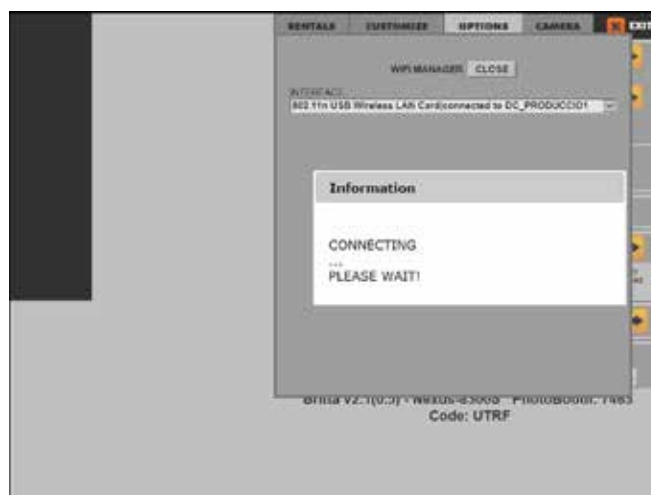 RENTALS CUSTOMIZE OPTIONS CAMERA
WIFI MANAGER CLOSE
INTERFACE
802.11n USB Wireless LAN Card(connected to DC_PRODUCCIO1
Information
CONNECTING
...
PLEASE WAIT!
Code: UTRF